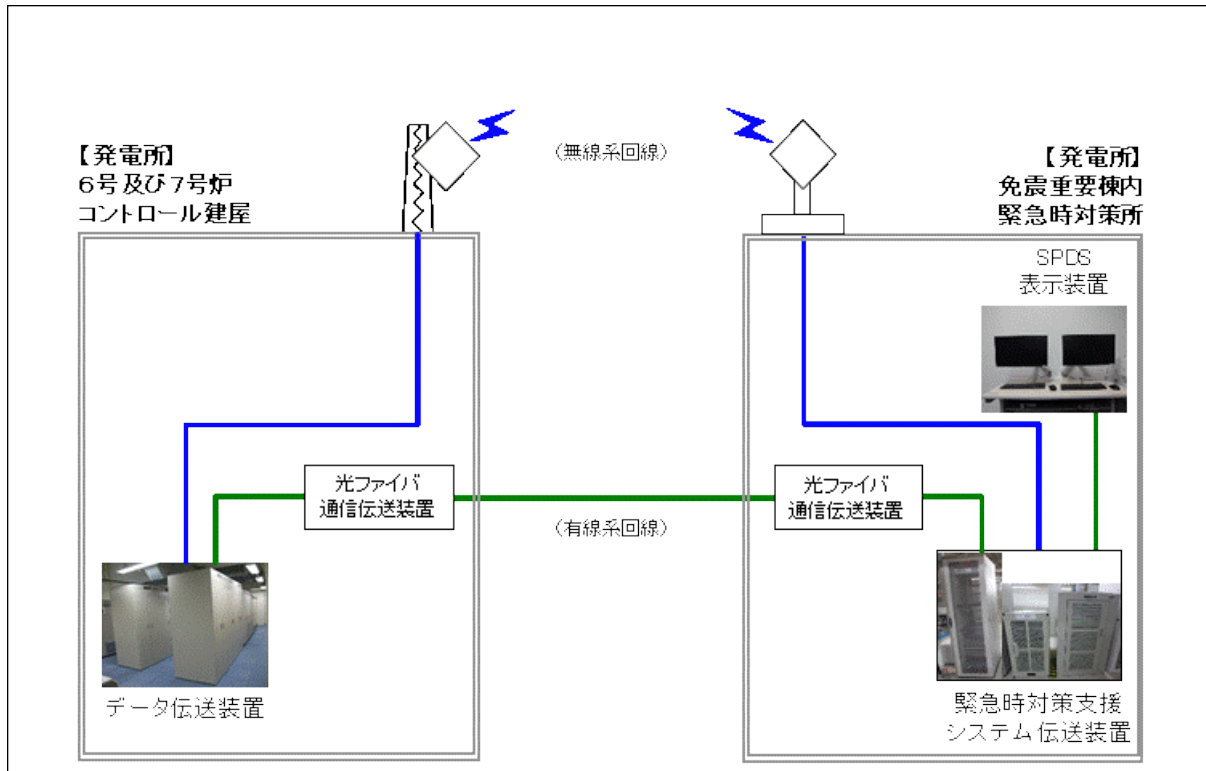 【発電所】
6号及び7号炉
コントロール建屋
(無線系回線)
【発電所】
免震重要棟内
緊急時対策所
SPDS
表示装置
光ファイバ
通信伝送装置
(有線系回線)
光ファイバ
通信伝送装置
データ伝送装置
緊急時対策支援
システム伝送装置